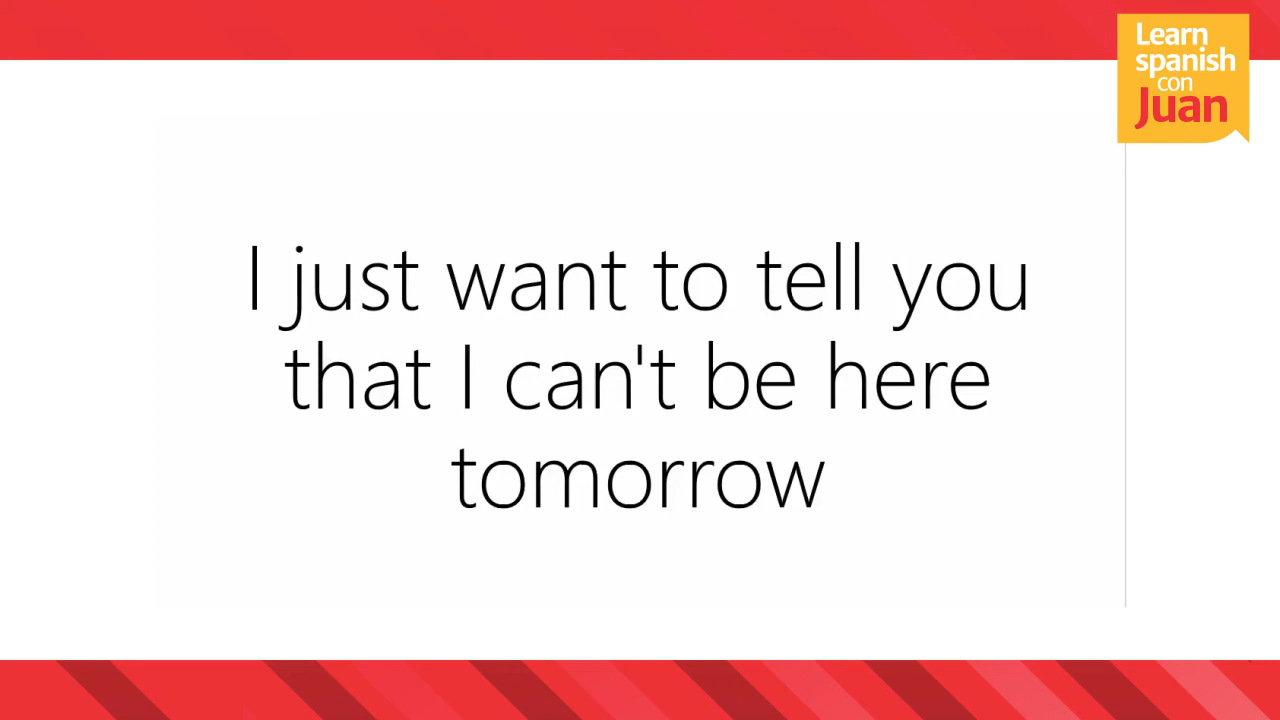 Learn
spanish
con
Juan
I just want to tell you
that I can't be here
tomorrow